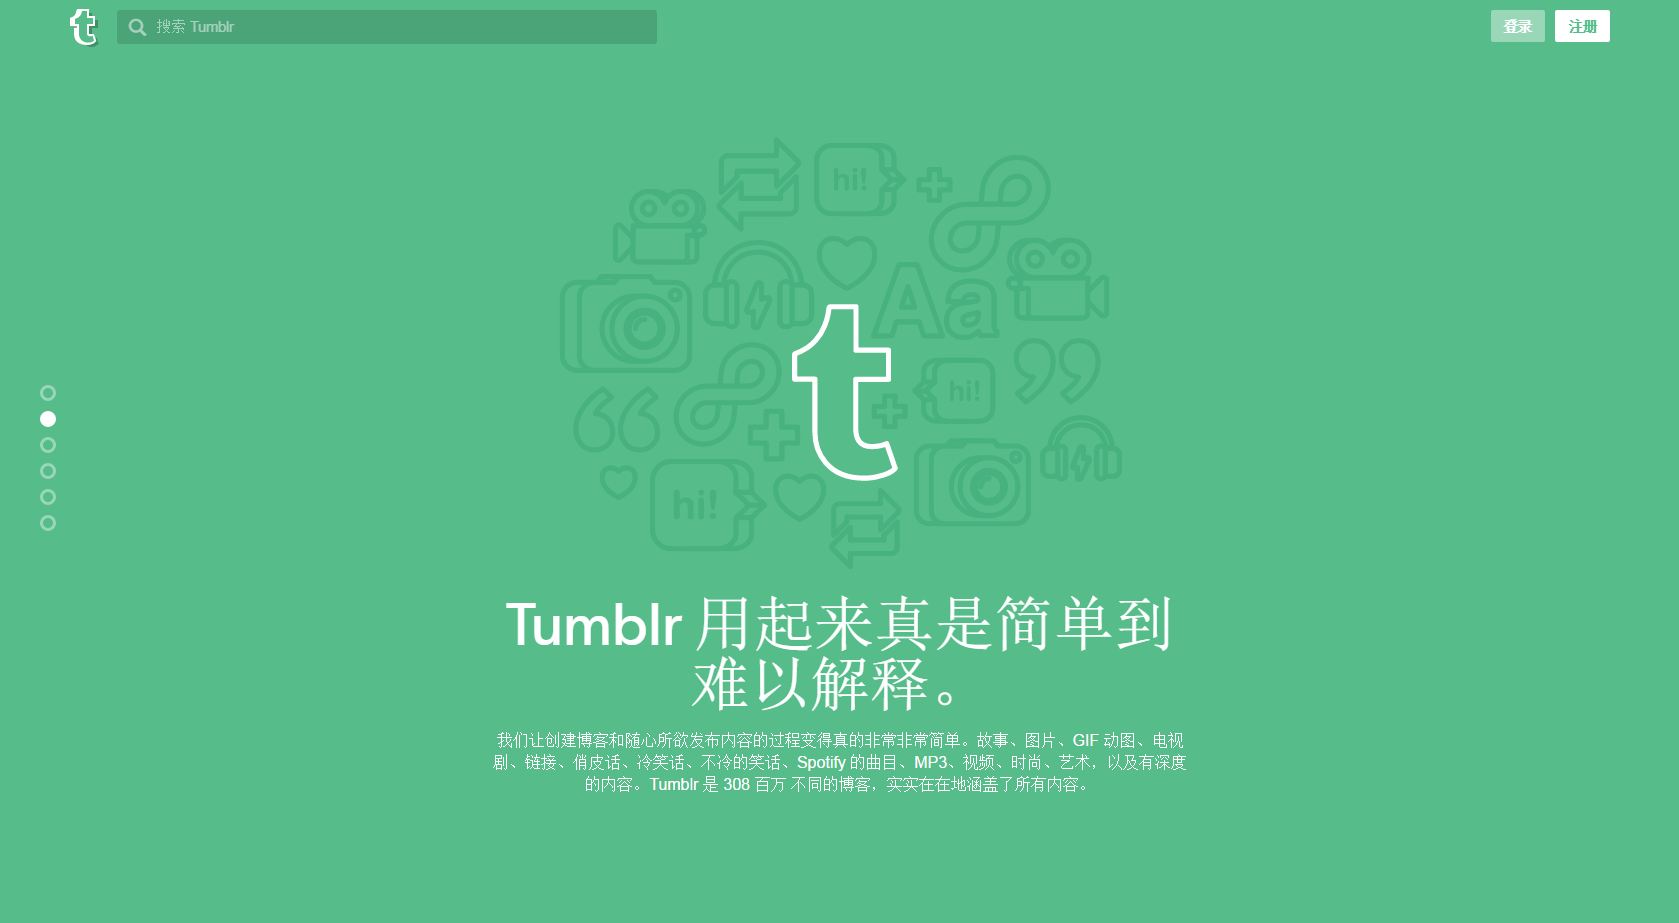 t
搜索 Tumblr
登录
注册
hi!
Aa
hi!
hi!
t
Tumblr 用起来真是简单到
难以解释。
我们让创建博客和随心所欲发布内容的过程变得真的非常非常简单。故事、图片、GIF 动图、电视
剧、链接、俏皮话、冷笑话、不冷的笑话、Spotify 的曲目、MP3、视频、时尚、艺术，以及有深度
的内容。Tumblr 是 308 百万 不同的博客，实实在在地涵盖了所有内容。